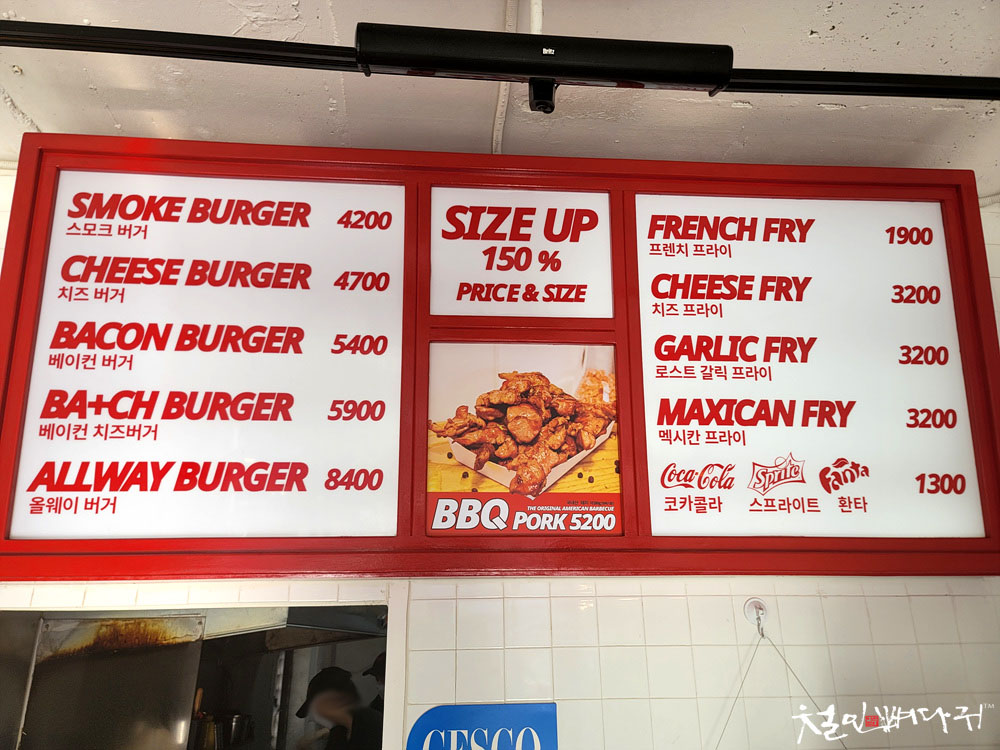 Britz
SMOKE BURGER 4200
스모크 버거
CHEESE BURGER 4700
치즈 버거
BACON BURGER 5400
베이컨 버거
BA+CH BURGER 5900
베이컨 치즈버거
ALLWAY BURGER 8400
올웨이 버거
SIZE UP
150 %
PRICE & SIZE
THE ORIGINAL AMERICAN BARBECUE
BBQ PORK 5200
FRENCH FRY 1900
프렌치 프라이
CHEESE FRY 3200
치즈 프라이
GARLIC FRY 3200
로스트 갈릭 프라이
MAXICAN FRY 3200
멕시칸 프라이
Coca-Cola Sprite Fanta 1300
코카콜라 스프라이트 환타
CESCO
TM